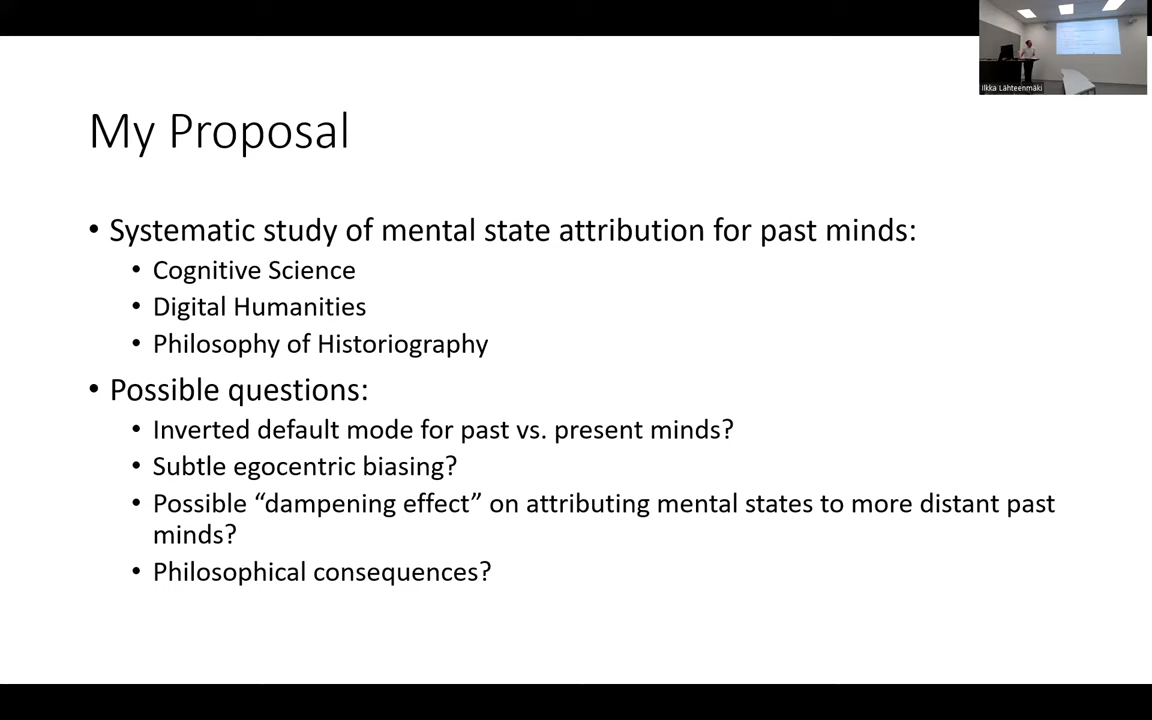 Ilkka Lähteenmäki
My Proposal
• Systematic study of mental state attribution for past minds:
• Cognitive Science
• Digital Humanities
• Philosophy of Historiography
• Possible questions:
• Inverted default mode for past vs. present minds?
• Subtle egocentric biasing?
• Possible “dampening effect” on attributing mental states to more distant past
minds?
• Philosophical consequences?